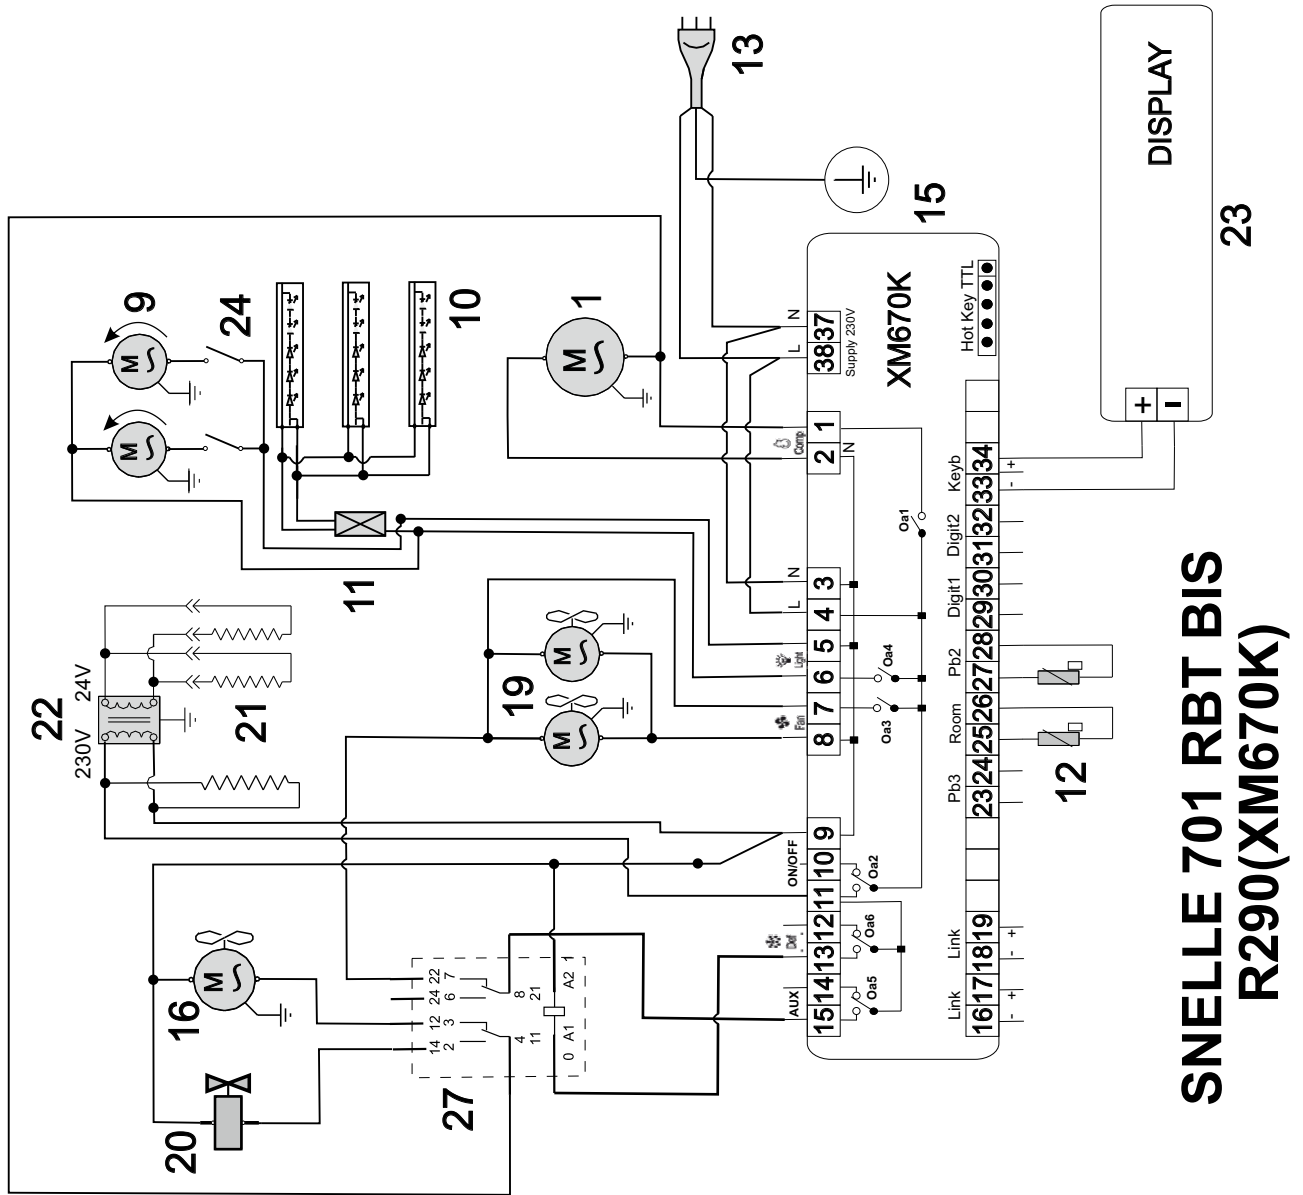 SNELLE 701 RBT BIS
R290(XM670K)
20
16
27
22
230V 24V
21
11
9
24
10
19
1
13
15
12
23
DISPLAY
+
-
M
M
M
M
M
M
14 12 24 22
2 3 6 7
4 8
11 21
0 A1 A2 1
AUX
Def
ON/OFF
Fan
Light
L
N
Comp
N
L
N
Supply 230V
15 14 13 12 11 10 9 8 7 6 5 4 3 2 1 38 37
Oa5
Oa6
Oa2
Oa3
Oa4
Oa1
XM670K
Hot Key TTL
Link
Link
Pb3
Room
Pb2
Digit1
Digit2
Keyb
16 17 18 19 23 24 25 26 27 28 29 30 31 32 33 34
- + - + - +